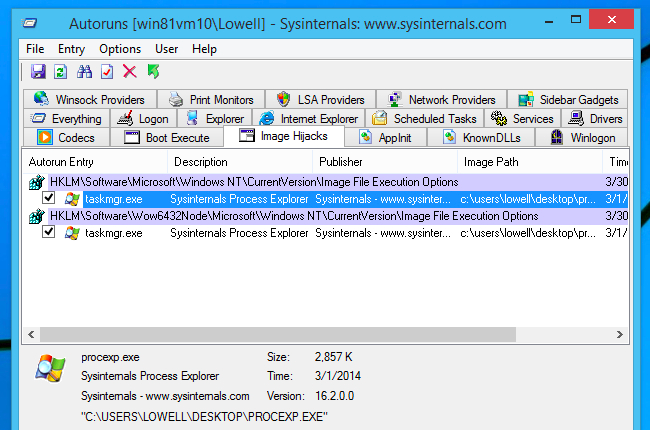 Autoruns [win81vm10\Lowell] - Sysinternals: www.sysinternals.com
File Entry Options User Help
Winsock Providers Print Monitors LSA Providers Network Providers Sidebar Gadgets
Everything Logon Explorer Internet Explorer Scheduled Tasks Services Drivers
Codecs Boot Execute Image Hijacks AppInit KnownDLLs Winlogon
Autorun Entry Description Publisher Image Path Tim
HKLM\Software\Microsoft\Windows NT\CurrentVersion\Image File Execution Options 3/30
taskmgr.exe Sysinternals Process Explorer Sysinternals - www.sysinter... c:\users\lowell\desktop\pr... 3/1/
HKLM\Software\Wow6432Node\Microsoft\Windows NT\CurrentVersion\Image File Execution Options 3/30
taskmgr.exe Sysinternals Process Explorer Sysinternals - www.sysinter... c:\users\lowell\desktop\pr... 3/1/
procexp.exe Size: 2,857 K
Sysinternals Process Explorer Time: 3/1/2014
Sysinternals - www.sysinternals.com Version: 16.2.0.0
"C:\USERS\LOWELL\DESKTOP\PROCEXP.EXE"